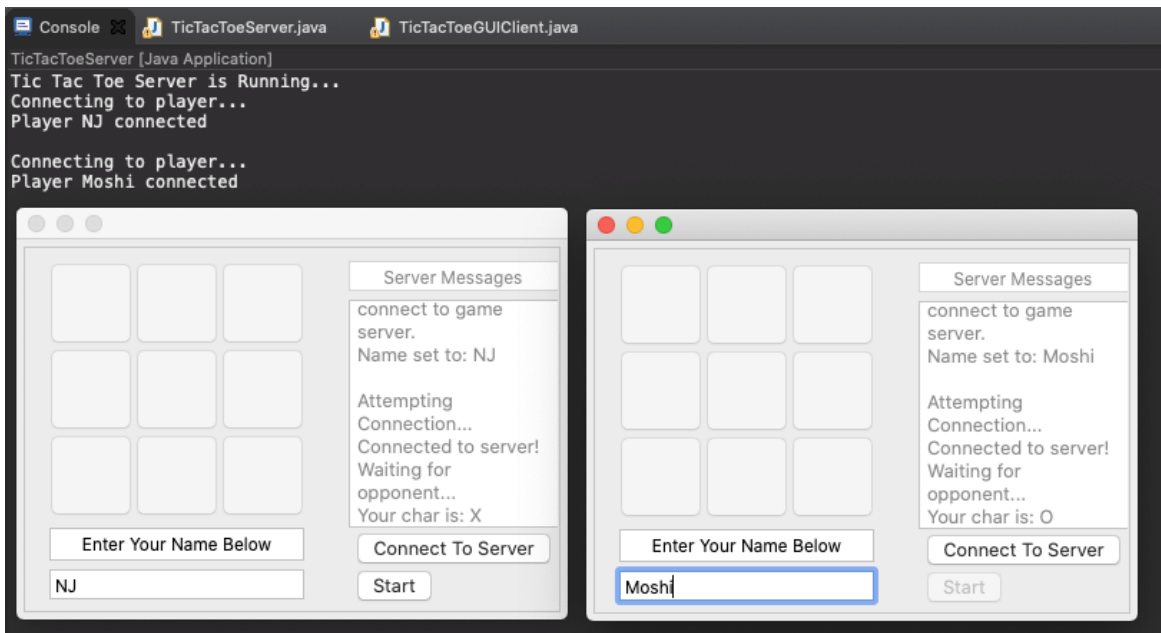 Console
TicTacToeServer.java
TicTacToeGUIClient.java
TicTacToeServer [Java Application]
Tic Tac Toe Server is Running...
Connecting to player...
Player NJ connected
Connecting to player...
Player Moshi connected
Server Messages
connect to game
server.
Name set to: NJ
Attempting
Connection...
Connected to server!
Waiting for
opponent...
Your char is: X
Enter Your Name Below
Connect To Server
NJ
Start
Server Messages
connect to game
server.
Name set to: Moshi
Attempting
Connection...
Connected to server!
Waiting for
opponent...
Your char is: O
Enter Your Name Below
Connect To Server
Moshi
Start